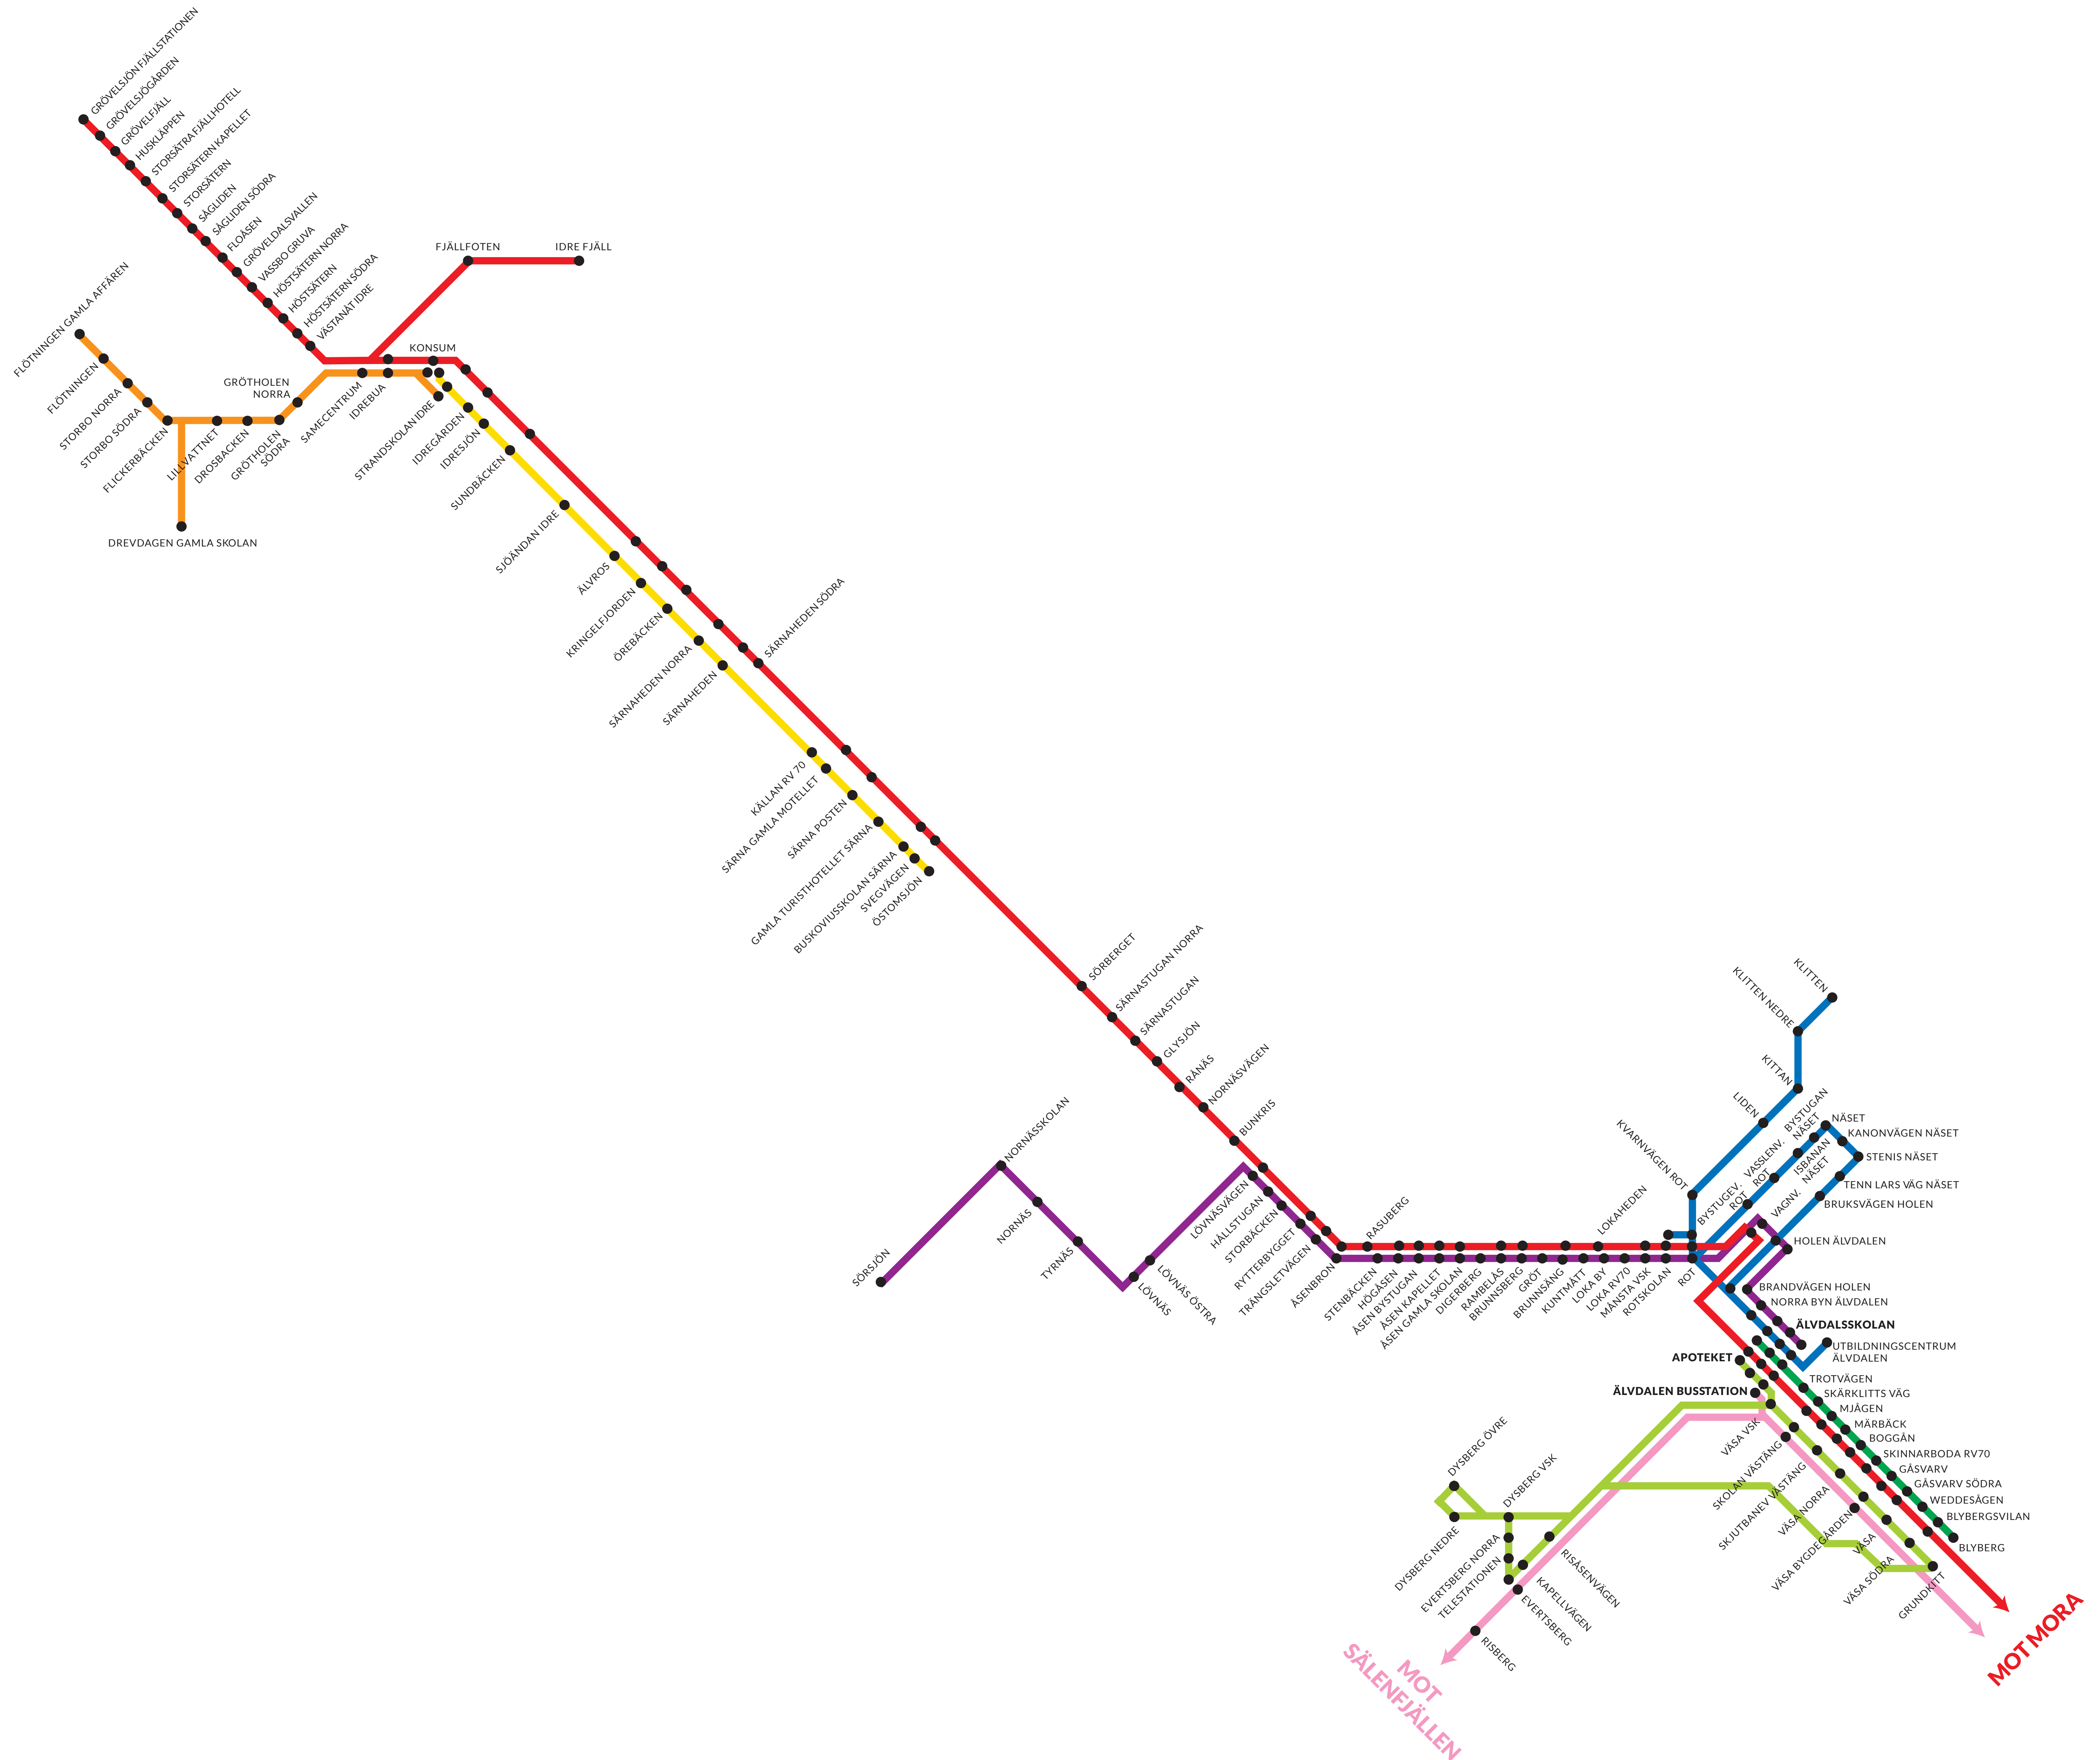 GRÖVELSJÖN FJÄLLSTATIONEN
GRÖVELSJÖGÅRDEN
GRÖVELFJÄLL
HUSKLÄPPEN
STORSÄTRA FJÄLLHOTELL
STORSÄTERN KAPELLET
STORSÄTERN
SÅGLIDEN
SÅGLIDEN SÖDRA
FLOÅSEN
GRÖVELDALSVALLEN
VASSBO GRUVA
HÖSTSÄTERN NORRA
HÖSTSÄTERN
HÖSTSÄTERN SÖDRA
VÄSTANÅT IDRE
FJÄLLFOTEN
IDRE FJÄLL
KONSUM
FLÖTNINGEN GAMLA AFFÄREN
FLÖTNINGEN
STORBO NORRA
STORBO SÖDRA
FLICKERBÄCKEN
LILLVATTNET
DROSBACKEN
GRÖTHOLEN
SÖDRA
GRÖTHOLEN
NORRA
DREVDAGEN GAMLA SKOLAN
SAMECENTRUM
IDREBUA
STRANDSKOLAN IDRE
IDREGÅRDEN
IDRESJÖN
SUNDBÄCKEN
SJÖÄNDAN IDRE
ÄLVROS
KRINGELFJORDEN
ÖREBÄCKEN
SÄRNAHEDEN NORRA
SÄRNAHEDEN
SÄRNAHEDEN SÖDRA
KÄLLAN RV 70
SÄRNA GAMLA MOTELLET
SÄRNA POSTEN
GAMLA TURISTHOTELLET SÄRNA
BUSKOVIUSSKOLAN SÄRNA
SVEGVÄGEN
ÖSTOMSJÖN
SÖRBERGET
SÄRNASTUGAN NORRA
SÄRNASTUGAN
GLYSJÖN
RÅNÄS
NORNÄSVÄGEN
BUNKRIS
SÖRSJÖN
NORNÄSSKOLAN
NORNÄS
TYRNÄS
LÖVNÄS
LÖVNÄS ÖSTRA
LÖVNÄSVÄGEN
HÅLLSTUGAN
STORBÄCKEN
RYTTERBYGGET
TRÄNGSLETVÄGEN
ÅSENBRON
RASUBERG
STENBÄCKEN
HÖGÅSEN
ÅSEN BYSTUGAN
ÅSEN KAPELLET
ÅSEN GAMLA SKOLAN
DIGERBERG
RAMBELÅS
BRUNNSBERG
GRÖT
BRUNNSÄNG
KUNTMÄTT
LOKA BY
LOKA RV70
MÅNSTA VSK
ROTSKOLAN
ROT
LOKAHEDEN
KVARNVÄGEN ROT
KLITTEN
KLITTEN NEDRE
KITTAN
LIDEN
BYSTUGEV.
ROT
VASSLENV.
ROT
BYSTUGAN
NÄSET
ISBANAN
NÄSET
KANONVÄGEN NÄSET
STENIS NÄSET
TENN LARS VÄG NÄSET
BRUKSVÄGEN HOLEN
VAGNV. NÄSET
HOLEN ÄLVDALEN
BRANDVÄGEN HOLEN
NORRA BYN ÄLVDALEN
ÄLVDALSSKOLAN
UTBILDNINGSCENTRUM
ÄLVDALEN
APOTEKET
ÄLVDALEN BUSSTATION
TROTVÄGEN
SKÄRKLITTS VÄG
MJÅGEN
MÄRBÄCK
BOGGÅN
SKINNARBODA RV70
GÅSVARV
GÅSVARV SÖDRA
WEDDESÅGEN
BLYBERGSVILAN
BLYBERG
VÄSA VSK
SKOLAN VÄSTÄNG
SKJUTBANEV VÄSTÄNG
VÄSA NORRA
VÄSA BYGDEGÅRDEN
VÄSA
VÄSA SÖDRA
GRUNDKITT
DYSBERG ÖVRE
DYSBERG VSK
DYSBERG NEDRE
EVERTSBERG NORRA
TELESTATIONEN
RISÅSENVÄGEN
KAPELLVÄGEN
EVERTSBERG
RISBERG
MOT
SÄLENFJÄLLEN
MOT MORA